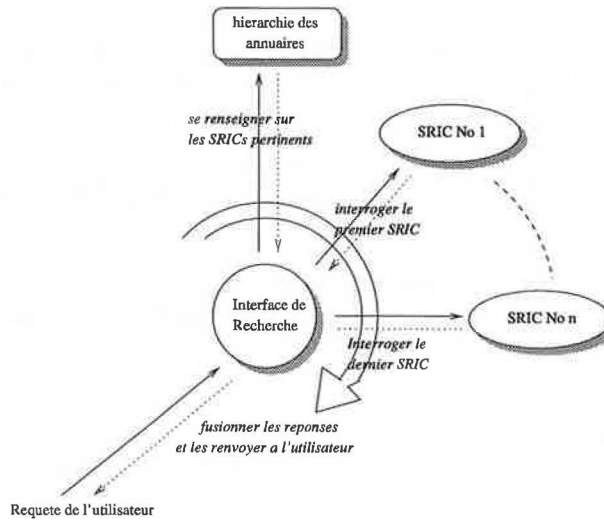 hierarchie des
annuaires
se renseigner sur
les SRICs pertinents
SRIC No 1
interroger le
premier SRIC
Interface de
Recherche
SRIC No n
Interroger le
dernier SRIC
fusionner les reponses
et les renvoyer a l'utilisateur
Requete de l'utilisateur